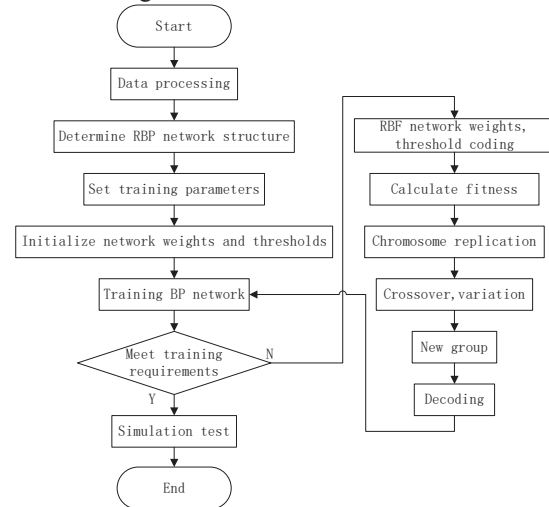 Start
Data processing
Determine RBP network structure
Set training parameters
Initialize network weights and thresholds
Training BP network
Meet training
requirements
N
Y
Simulation test
End
RBF network weights,
threshold coding
Calculate fitness
Chromosome replication
Crossover,variation
New group
Decoding